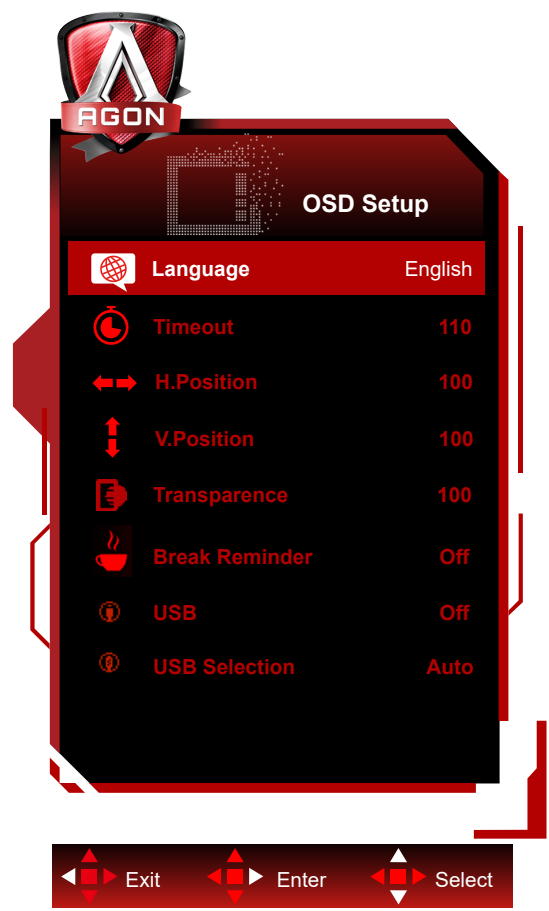 AGON
OSD Setup
Language English
Timeout 110
H.Position 100
V.Position 100
Transparence 100
Break Reminder Off
USB Off
USB Selection Auto
Exit Enter Select